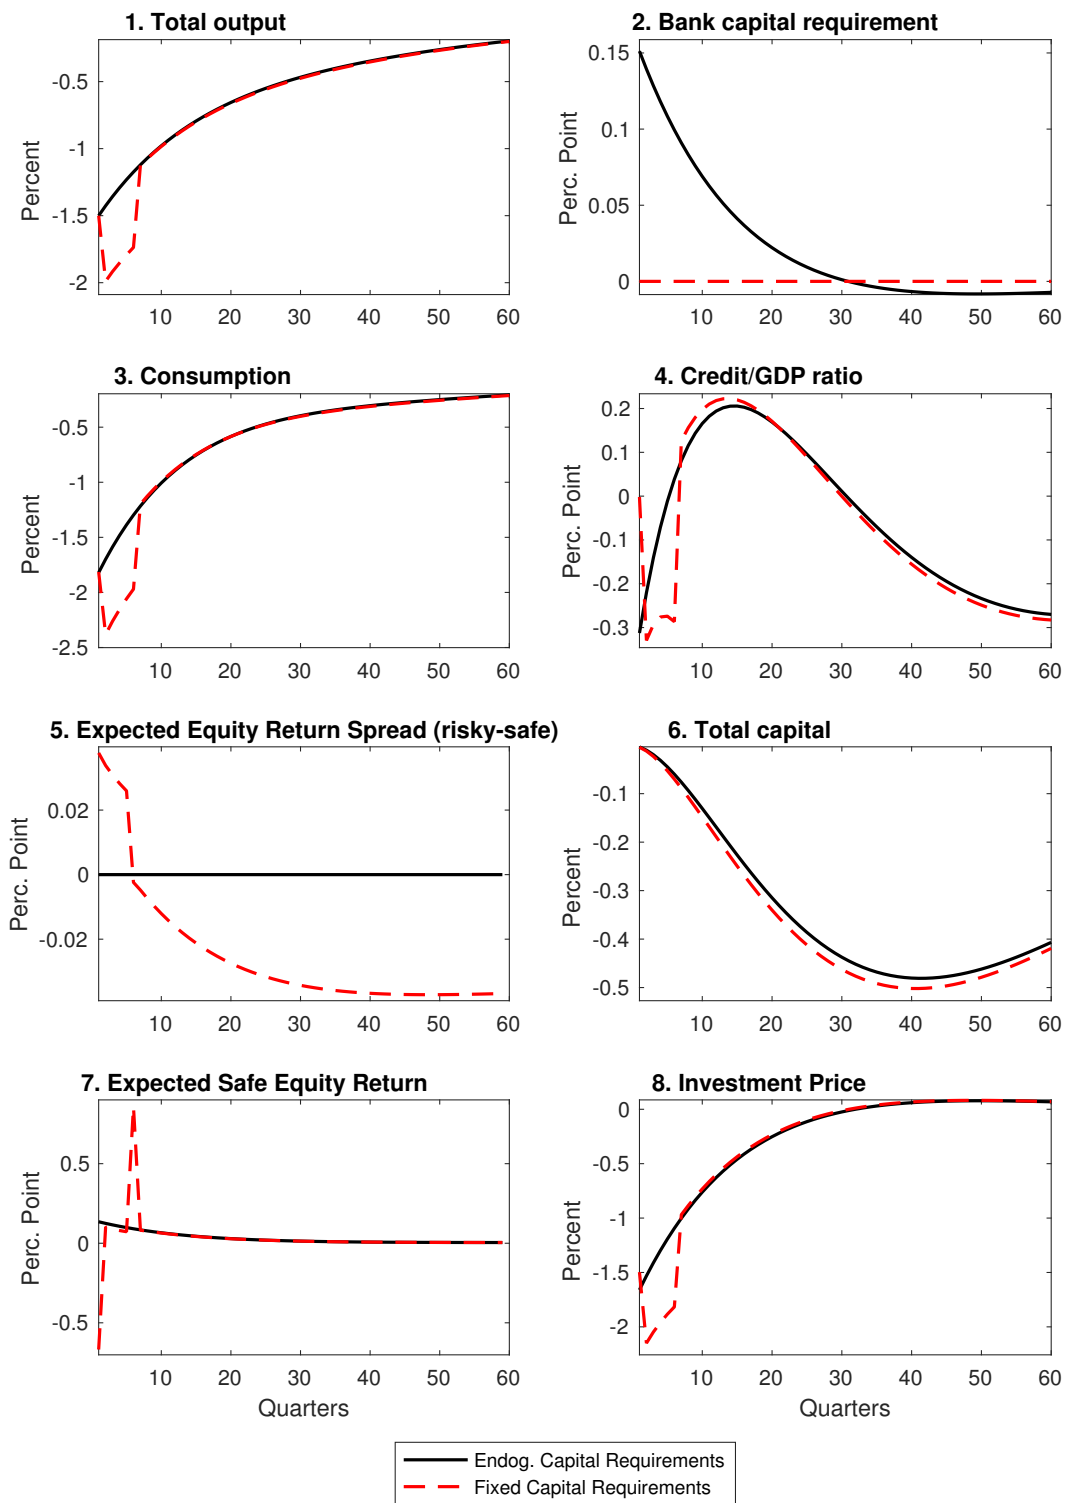 1. Total output
Percent
-0.5
-1
-1.5
-2
10 20 30 40 50 60
2. Bank capital requirement
Perc. Point
0.15
0.1
0.05
0
10 20 30 40 50 60
3. Consumption
Percent
-0.5
-1
-1.5
-2
-2.5
10 20 30 40 50 60
4. Credit/GDP ratio
Perc. Point
0.2
0.1
0
-0.1
-0.2
-0.3
10 20 30 40 50 60
5. Expected Equity Return Spread (risky-safe)
Perc. Point
0.02
0
-0.02
10 20 30 40 50 60
6. Total capital
Percent
-0.1
-0.2
-0.3
-0.4
-0.5
10 20 30 40 50 60
7. Expected Safe Equity Return
Perc. Point
0.5
0
-0.5
10 20 30 40 50 60
Quarters
8. Investment Price
Percent
0
-0.5
-1
-1.5
-2
10 20 30 40 50 60
Quarters
Endog. Capital Requirements
Fixed Capital Requirements